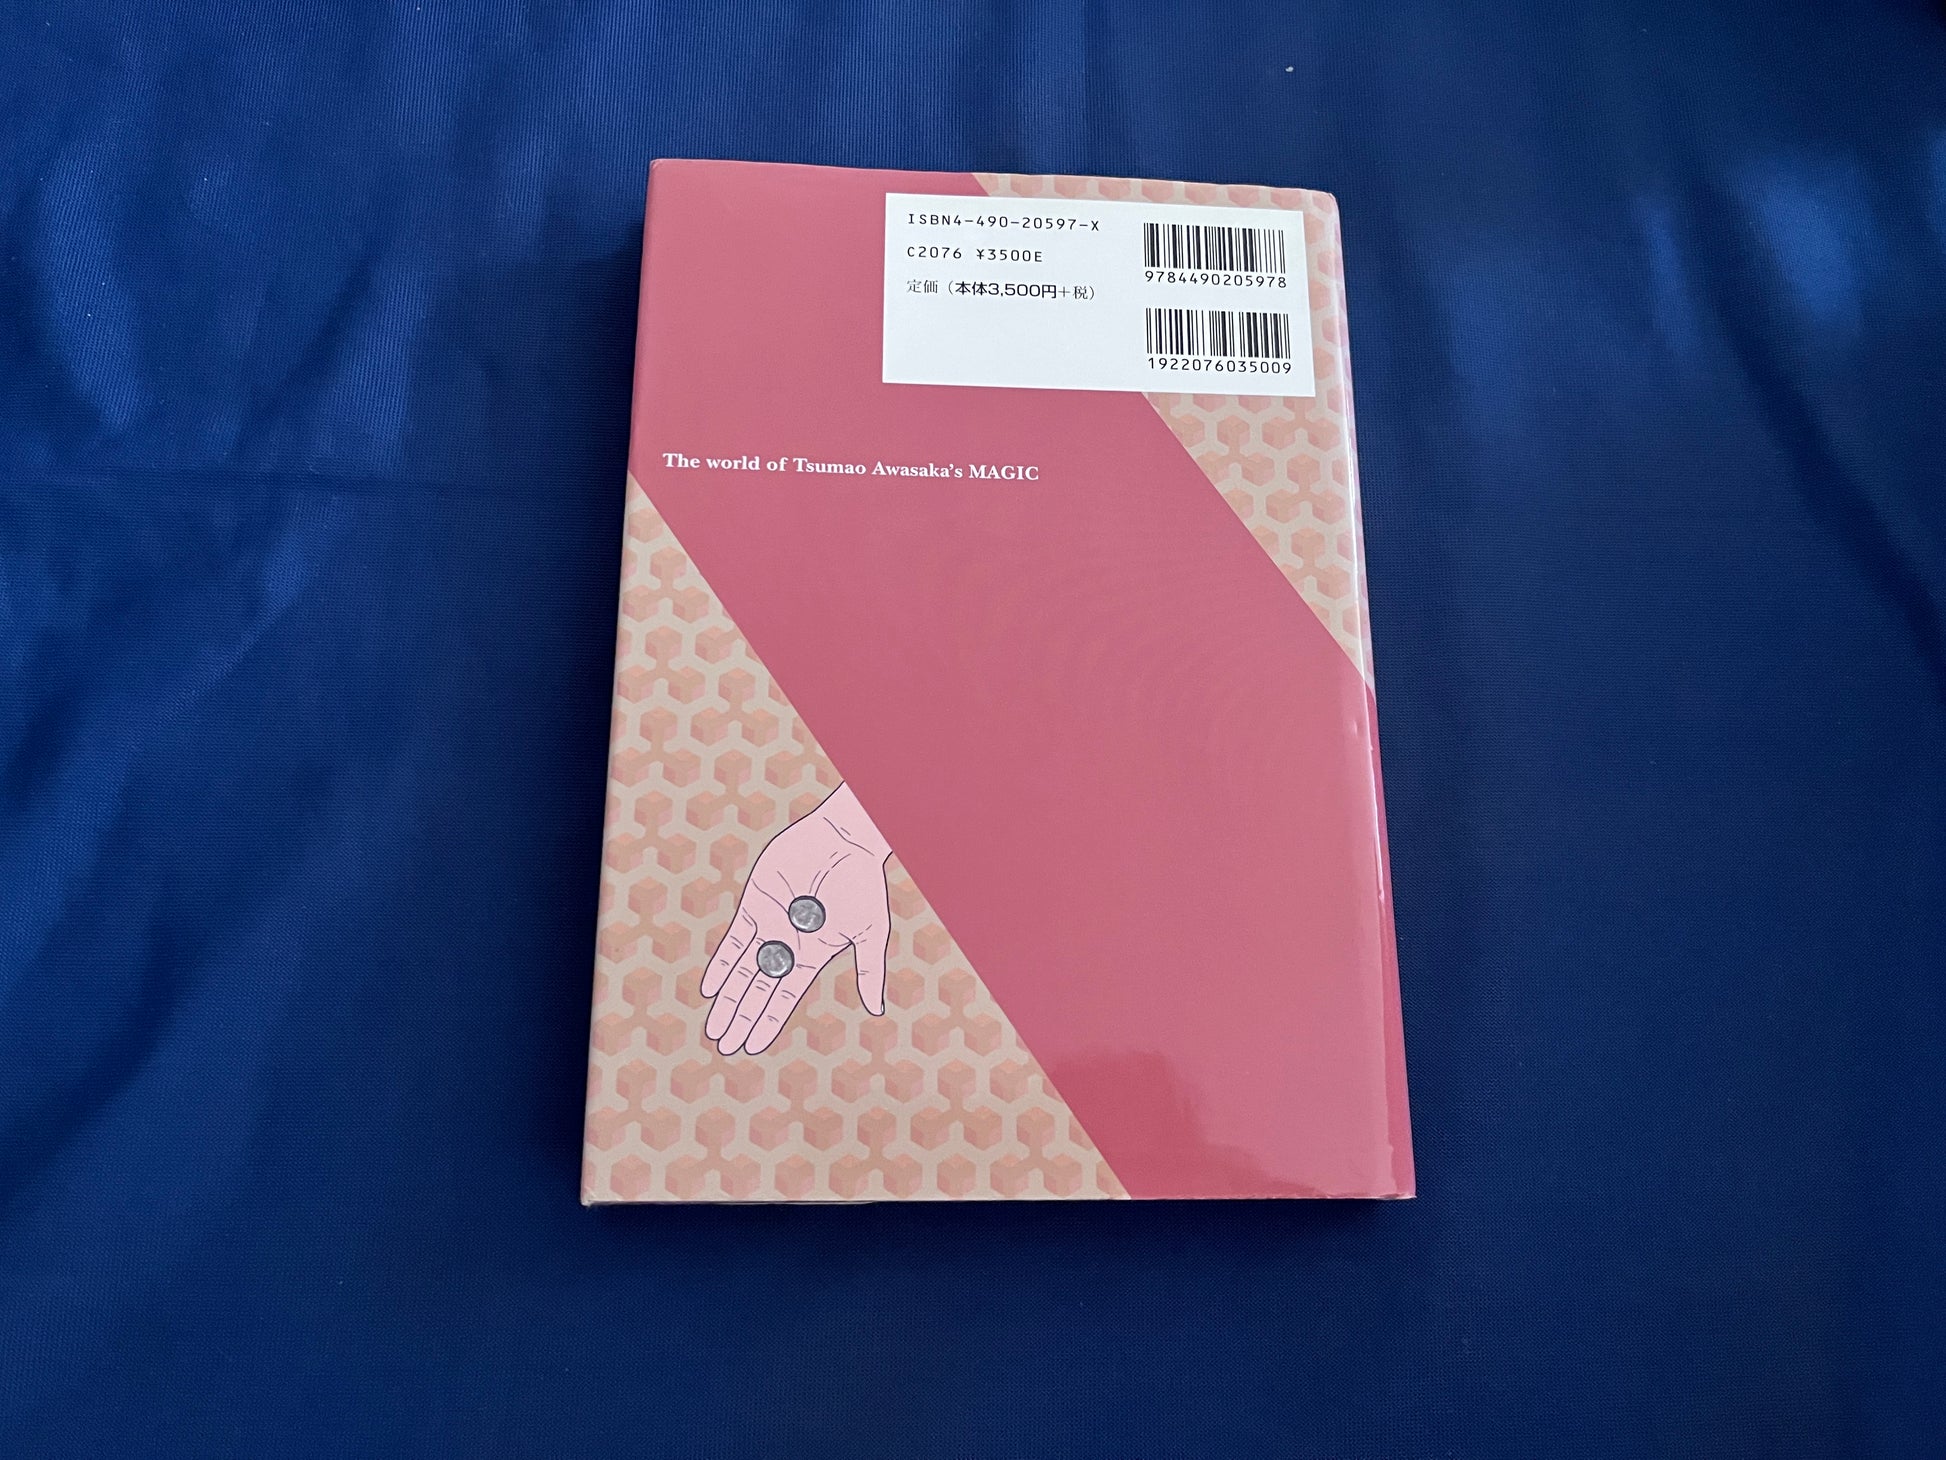 ISBN4-490-20597-X
C2076 ¥3500E
定価（本体3,500円＋税）
9784490205978
1922076035009
The world of Tsumao Awasaka's MAGIC